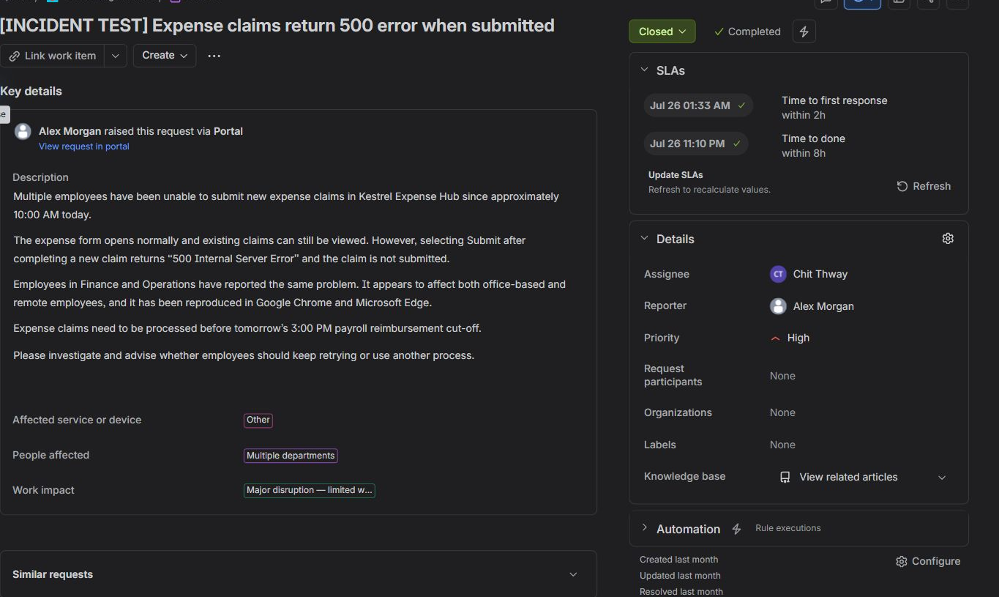 [INCIDENT TEST] Expense claims return 500 error when submitted
Link work item
Create
Key details
Alex Morgan raised this request via Portal
View request in portal
Description
Multiple employees have been unable to submit new expense claims in Kestrel Expense Hub since approximately
10:00 AM today.
The expense form opens normally and existing claims can still be viewed. However, selecting Submit after
completing a new claim returns “500 Internal Server Error” and the claim is not submitted.
Employees in Finance and Operations have reported the same problem. It appears to affect both office-based and
remote employees, and it has been reproduced in Google Chrome and Microsoft Edge.
Expense claims need to be processed before tomorrow’s 3:00 PM payroll reimbursement cut-off.
Please investigate and advise whether employees should keep retrying or use another process.
Affected service or device
Other
People affected
Multiple departments
Work impact
Major disruption — limited w...
Similar requests
Closed
Completed
SLAs
Jul 26 01:33 AM
Time to first response
within 2h
Jul 26 11:10 PM
Time to done
within 8h
Update SLAs
Refresh to recalculate values.
Refresh
Details
Assignee
CT
Chit Thway
Reporter
Alex Morgan
Priority
High
Request
participants
None
Organizations
None
Labels
None
Knowledge base
View related articles
Automation
Rule executions
Created last month
Configure
Updated last month
Resolved last month